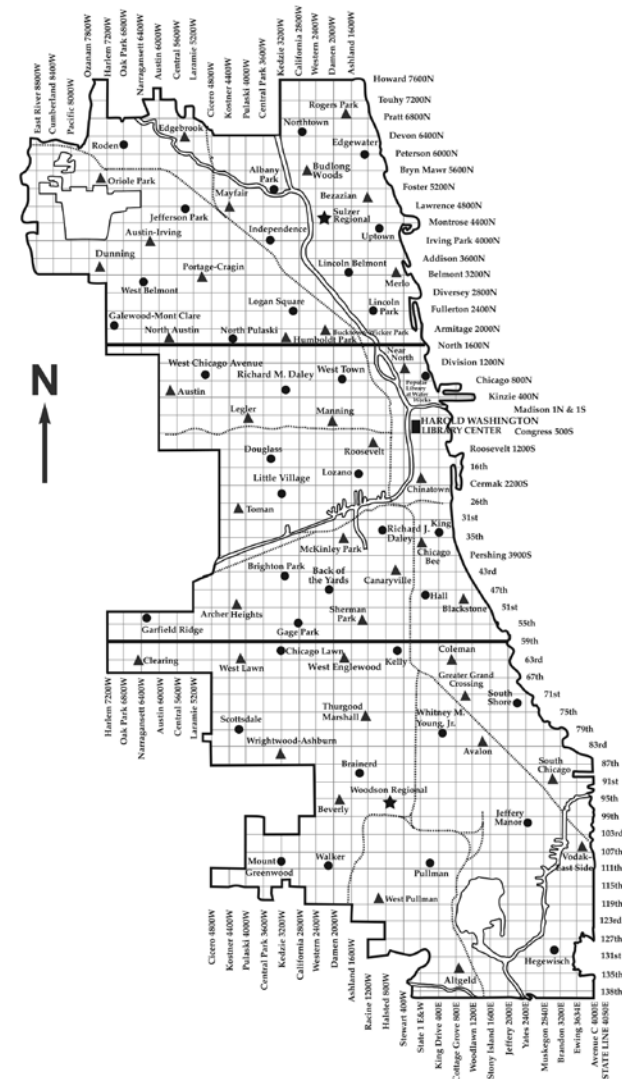 East River 8800W
Cumberland 8400W
Pacific 8000W
Ozanam 7800W
Harlem 7200W
Oak Park 6800W
Narragansett 6400W
Austin 6000W
Central 5600W
Laramie 5200W
Cicero 4800W
Kostner 4400W
Pulaski 4000W
Central Park 3600W
Kedzie 3200W
California 2800W
Western 2400W
Damen 2000W
Ashland 1600W
Howard 7600N
Touhy 7200N
Pratt 6800N
Devon 6400N
Peterson 6000N
Bryn Mawr 5600N
Foster 5200N
Lawrence 4800N
Montrose 4400N
Irving Park 4000N
Addison 3600N
Belmont 3200N
Diversey 2800N
Fullerton 2400N
Armitage 2000N
North 1600N
Division 1200N
Chicago 800N
Kinzie 400N
Madison 1N & 1S
Congress 500S
Roosevelt 1200S
16th
Cermak 2200S
26th
31st
35th
Pershing 3900S
43rd
47th
51st
55th
59th
63rd
67th
71st
75th
79th
83rd
87th
91st
95th
99th
103rd
107th
111th
115th
119th
123rd
127th
131st
135th
138th
Rogers Park
Northtown
Edgebrook
Roden
Edgewater
Budlong
Woods
Oriole Park
Albany
Park
Mayfair
Bezazian
Jefferson Park
Sulzer
Regional
Uptown
Austin-Irving
Independence
Dunning
Portage-Cragin
Lincoln Belmont
Merlo
West Belmont
Logan Square
Lincoln
Park
Galewood-Mont Clare
North Austin
North Pulaski
Humboldt Park
Bucktown-Wicker Park
Near
North
Popular
Library
at Water
Works
West Chicago Avenue
Richard M. Daley
West Town
Austin
N
Legler
Manning
HAROLD WASHINGTON
LIBRARY CENTER
Roosevelt
Douglass
Lozano
Little Village
Chinatown
Toman
Richard J.
Daley
King
McKinley Park
Chicago
Bee
Brighton Park
Back of
the Yards
Canaryville
Hall
Blackstone
Archer Heights
Sherman
Park
Garfield Ridge
Gage Park
Clearing
West Lawn
Chicago Lawn
West Englewood
Kelly
Coleman
Greater Grand
Crossing
South
Shore
Harlem 7200W
Oak Park 6800W
Narragansett 6400W
Austin 6000W
Central 5600W
Laramie 5200W
Thurgood
Marshall
Scottsdale
Whitney M.
Young, Jr.
Wrightwood-Ashburn
Avalon
Brainerd
South
Chicago
Woodson Regional
Beverly
Jeffery
Manor
Vodak-
East Side
Mount
Greenwood
Walker
Pullman
West Pullman
Hegewisch
Altgeld
Cicero 4800W
Kostner 4400W
Pulaski 4000W
Central Park 3600W
Kedzie 3200W
California 2800W
Western 2400W
Damen 2000W
Ashland 1600W
Racine 1200W
Halsted 800W
Stewart 400W
State 1 E&W
King Drive 400E
Cottage Grove 800E
Woodlawn 1200E
Stony Island 1600E
Jeffery 2000E
Yates 2400E
Muskegon 2840E
Brandon 3200E
Ewing 3634E
Avenue C 4000E
STATE LINE 4050E